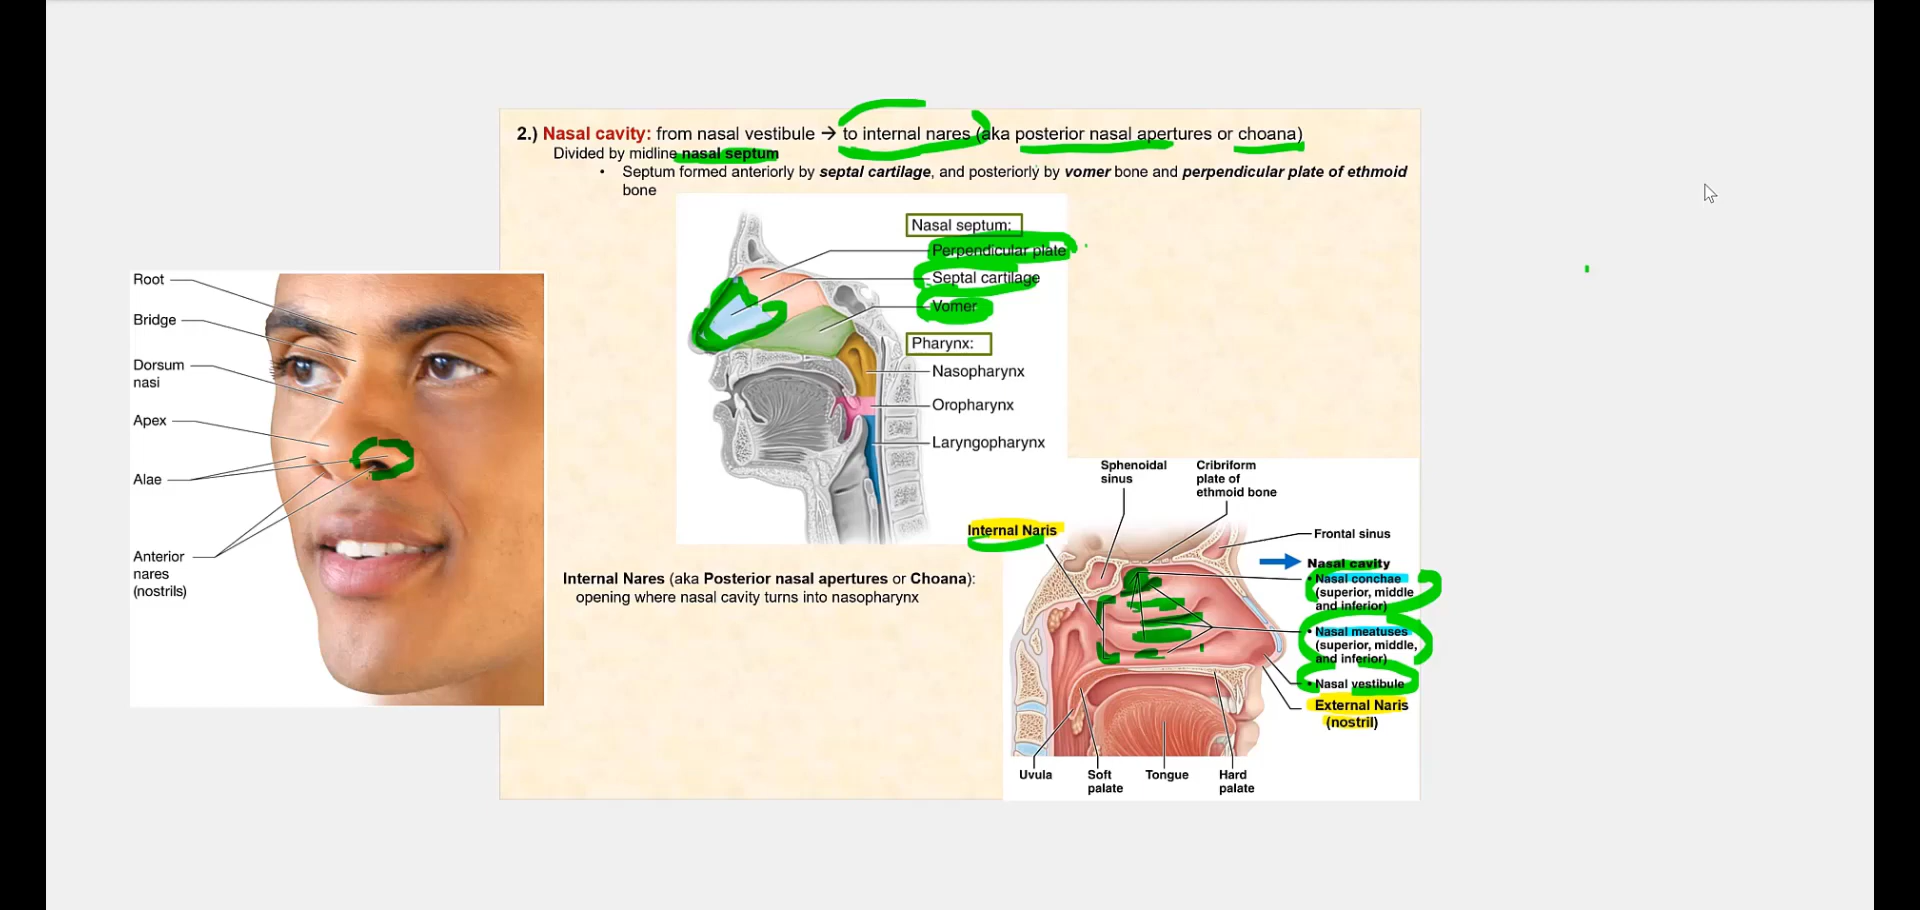 2.) Nasal cavity: from nasal vestibule → to internal nares (aka posterior nasal apertures or choana)
Divided by midline nasal septum
• Septum formed anteriorly by septal cartilage, and posteriorly by vomer bone and perpendicular plate of ethmoid
bone
Nasal septum:
Perpendicular plate
Septal cartilage
Vomer
Pharynx:
Nasopharynx
Oropharynx
Laryngopharynx
Root
Bridge
Dorsum
nasi
Apex
Alae
Anterior
nares
(nostrils)
Internal Nares (aka Posterior nasal apertures or Choana):
opening where nasal cavity turns into nasopharynx
Sphenoidal
sinus
Cribriform
plate of
ethmoid bone
Internal Naris
Frontal sinus
Nasal cavity
• Nasal conchae
(superior, middle
and inferior)
• Nasal meatuses
(superior, middle,
and inferior)
• Nasal vestibule
External Naris
(nostril)
Uvula
Soft
palate
Tongue
Hard
palate